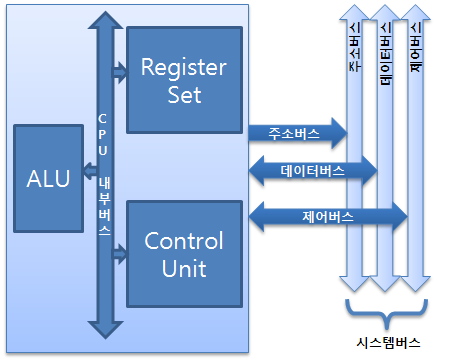 Register
Set
ALU
CPU 내부버스
Control
Unit
주소버스
데이터버스
제어버스
주소버스
데이터버스
제어버스
시스템버스